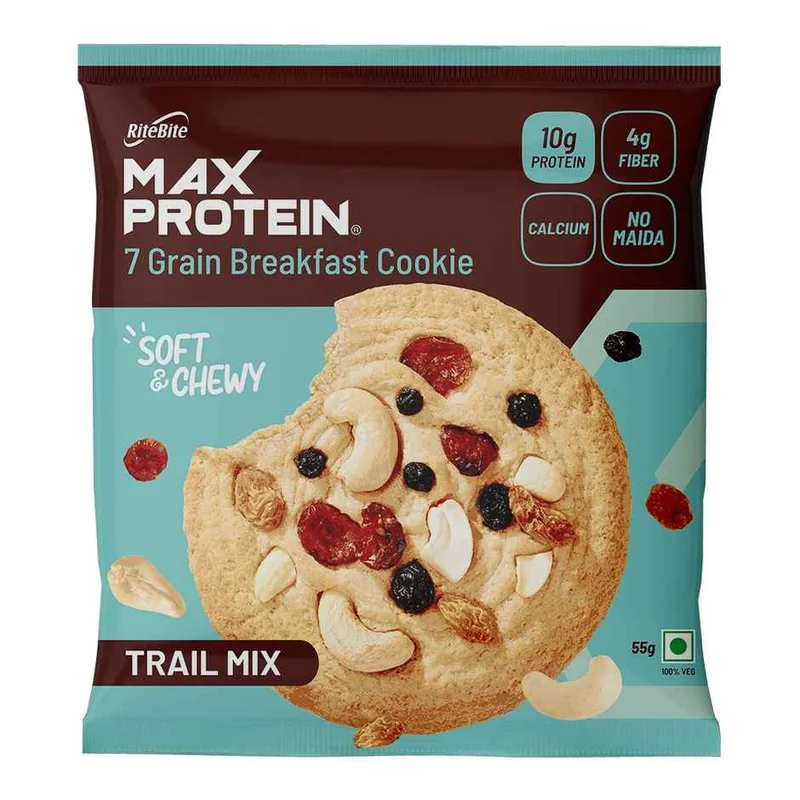 RiteBite
MAX
PROTEIN®
7 Grain Breakfast Cookie
10g
PROTEIN
4g
FIBER
CALCIUM
NO
MAIDA
SOFT
& CHEWY
TRAIL MIX
55g
100% VEG